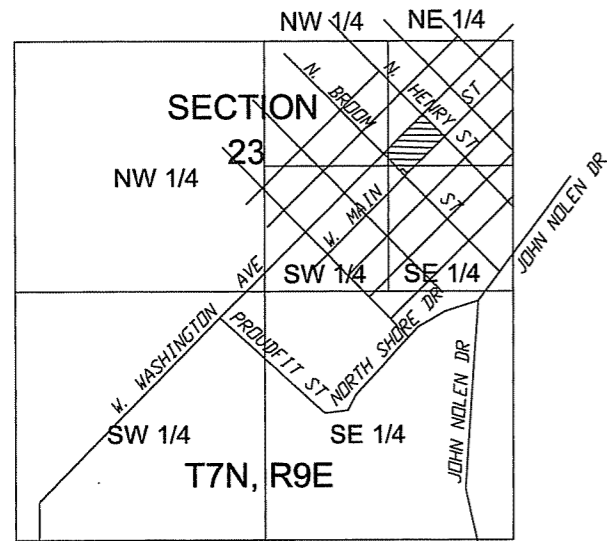 NW 1/4
NE 1/4
N. BROOM
ST
N. HENRY ST
ST
SECTION
23
NW 1/4
W. MAIN
JOHN NOLEN DR
SW 1/4
SE 1/4
W. WASHINGTON AVE
PROUDFIT ST
NORTH SHORE DR
JOHN NOLEN DR
SW 1/4
SE 1/4
T7N, R9E